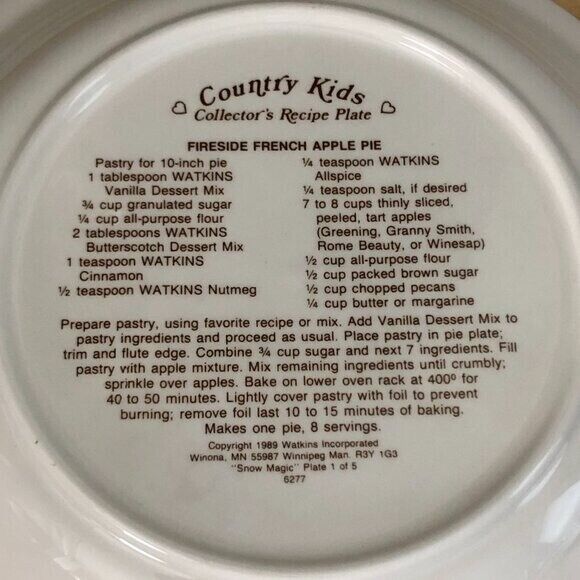 Country Kids
Collector's Recipe Plate
FIRESIDE FRENCH APPLE PIE
Pastry for 10-inch pie
1 tablespoon WATKINS
Vanilla Dessert Mix
¾ cup granulated sugar
¼ cup all-purpose flour
2 tablespoons WATKINS
Butterscotch Dessert Mix
1 teaspoon WATKINS
Cinnamon
½ teaspoon WATKINS Nutmeg
¼ teaspoon WATKINS
Allspice
¼ teaspoon salt, if desired
7 to 8 cups thinly sliced,
peeled, tart apples
(Greening, Granny Smith,
Rome Beauty, or Winesap)
½ cup all-purpose flour
½ cup packed brown sugar
½ cup chopped pecans
¼ cup butter or margarine
Prepare pastry, using favorite recipe or mix. Add Vanilla Dessert Mix to
pastry ingredients and proceed as usual. Place pastry in pie plate;
trim and flute edge. Combine ¾ cup sugar and next 7 ingredients. Fill
pastry with apple mixture. Mix remaining ingredients until crumbly;
sprinkle over apples. Bake on lower oven rack at 400º for
40 to 50 minutes. Lightly cover pastry with foil to prevent
burning; remove foil last 10 to 15 minutes of baking.
Makes one pie, 8 servings.
Copyright 1989 Watkins Incorporated
Winona, MN 55987 Winnipeg Man. R3Y 1G3
"Snow Magic" Plate 1 of 5
6277